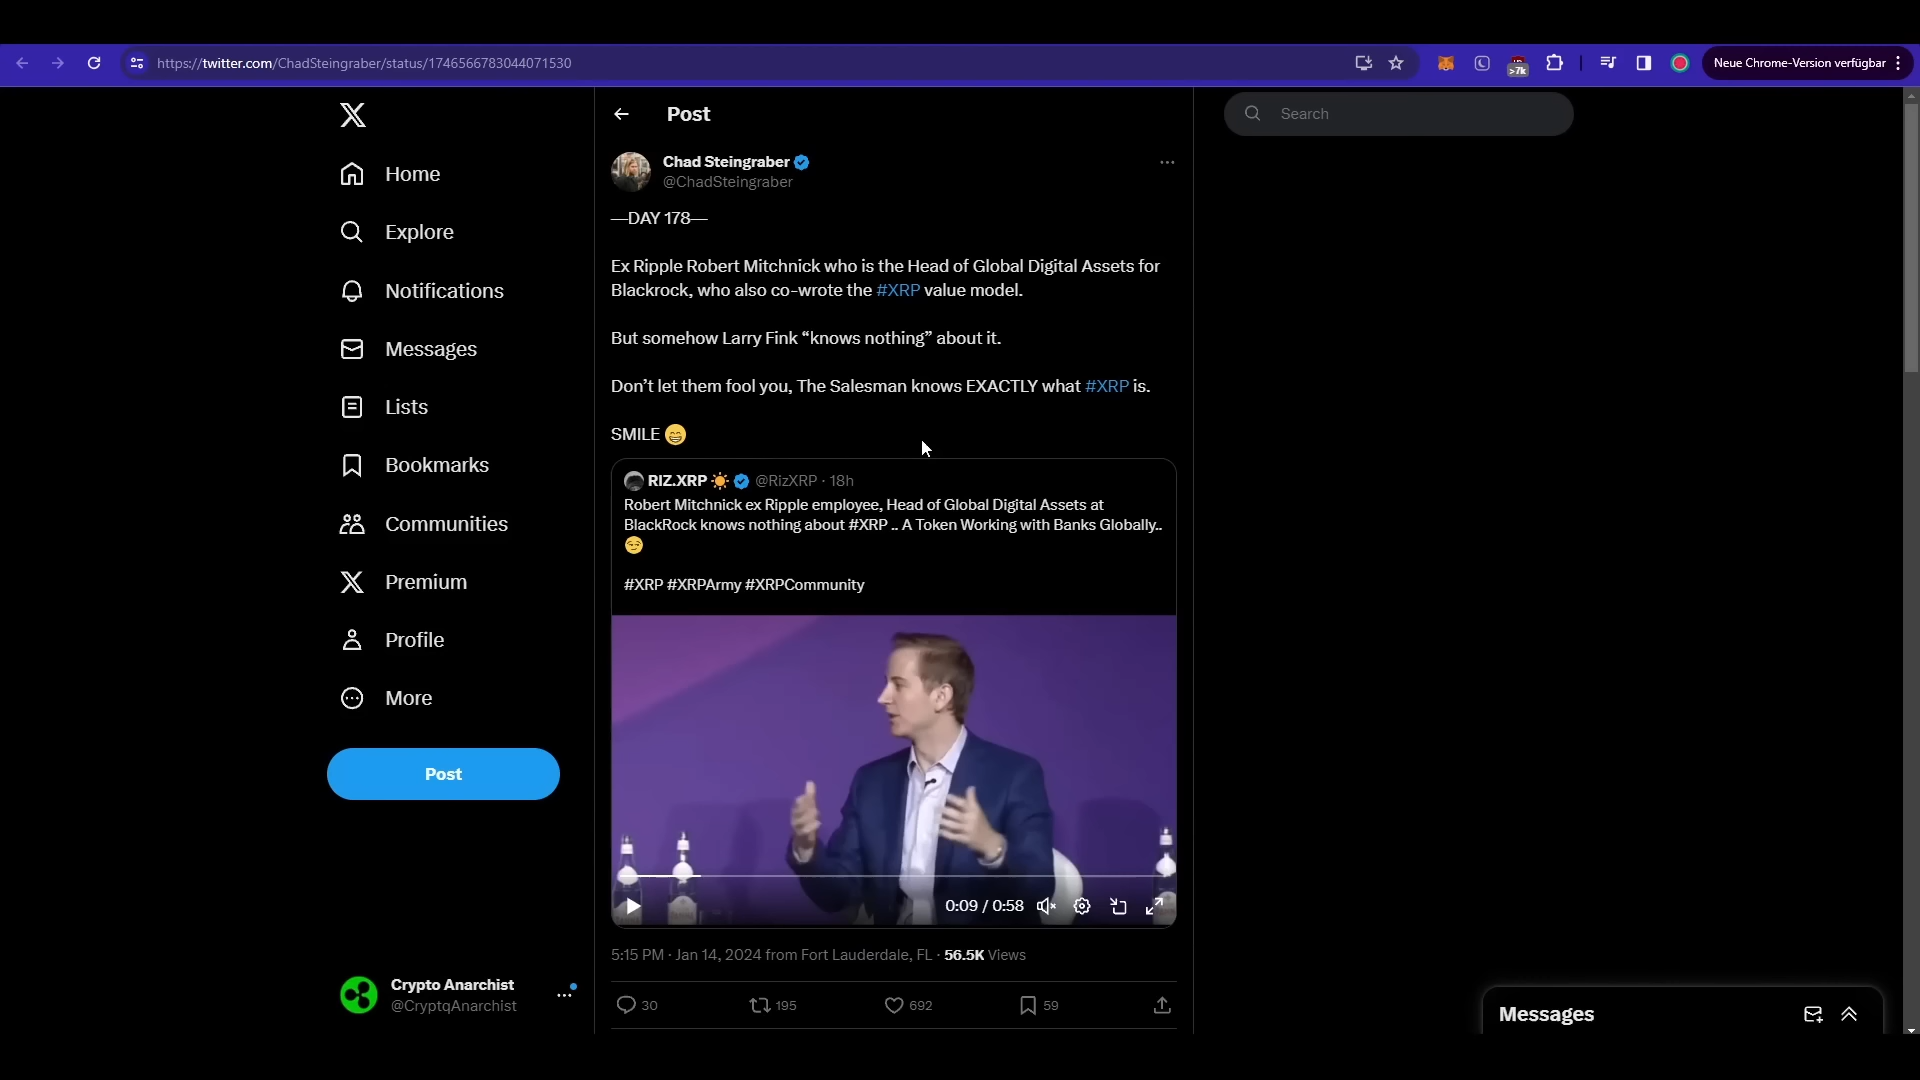 https://twitter.com/ChadSteingraber/status/1746566783044071530
>7k
Neue Chrome-Version verfügbar
Home
Explore
Notifications
Messages
Lists
Bookmarks
Communities
Premium
Profile
More
Post
Crypto Anarchist
@CryptqAnarchist
Post
Chad Steingraber
@ChadSteingraber
—DAY 178—
Ex Ripple Robert Mitchnick who is the Head of Global Digital Assets for
Blackrock, who also co-wrote the #XRP value model.
But somehow Larry Fink “knows nothing” about it.
Don’t let them fool you, The Salesman knows EXACTLY what #XRP is.
SMILE 😁
RIZ.XRP ☀️ @RizXRP · 18h
Robert Mitchnick ex Ripple employee, Head of Global Digital Assets at
BlackRock knows nothing about #XRP .. A Token Working with Banks Globally..
😏
#XRP #XRPArmy #XRPCommunity
0:09 / 0:58
5:15 PM · Jan 14, 2024 from Fort Lauderdale, FL · 56.5K Views
30
195
692
59
Search
Messages